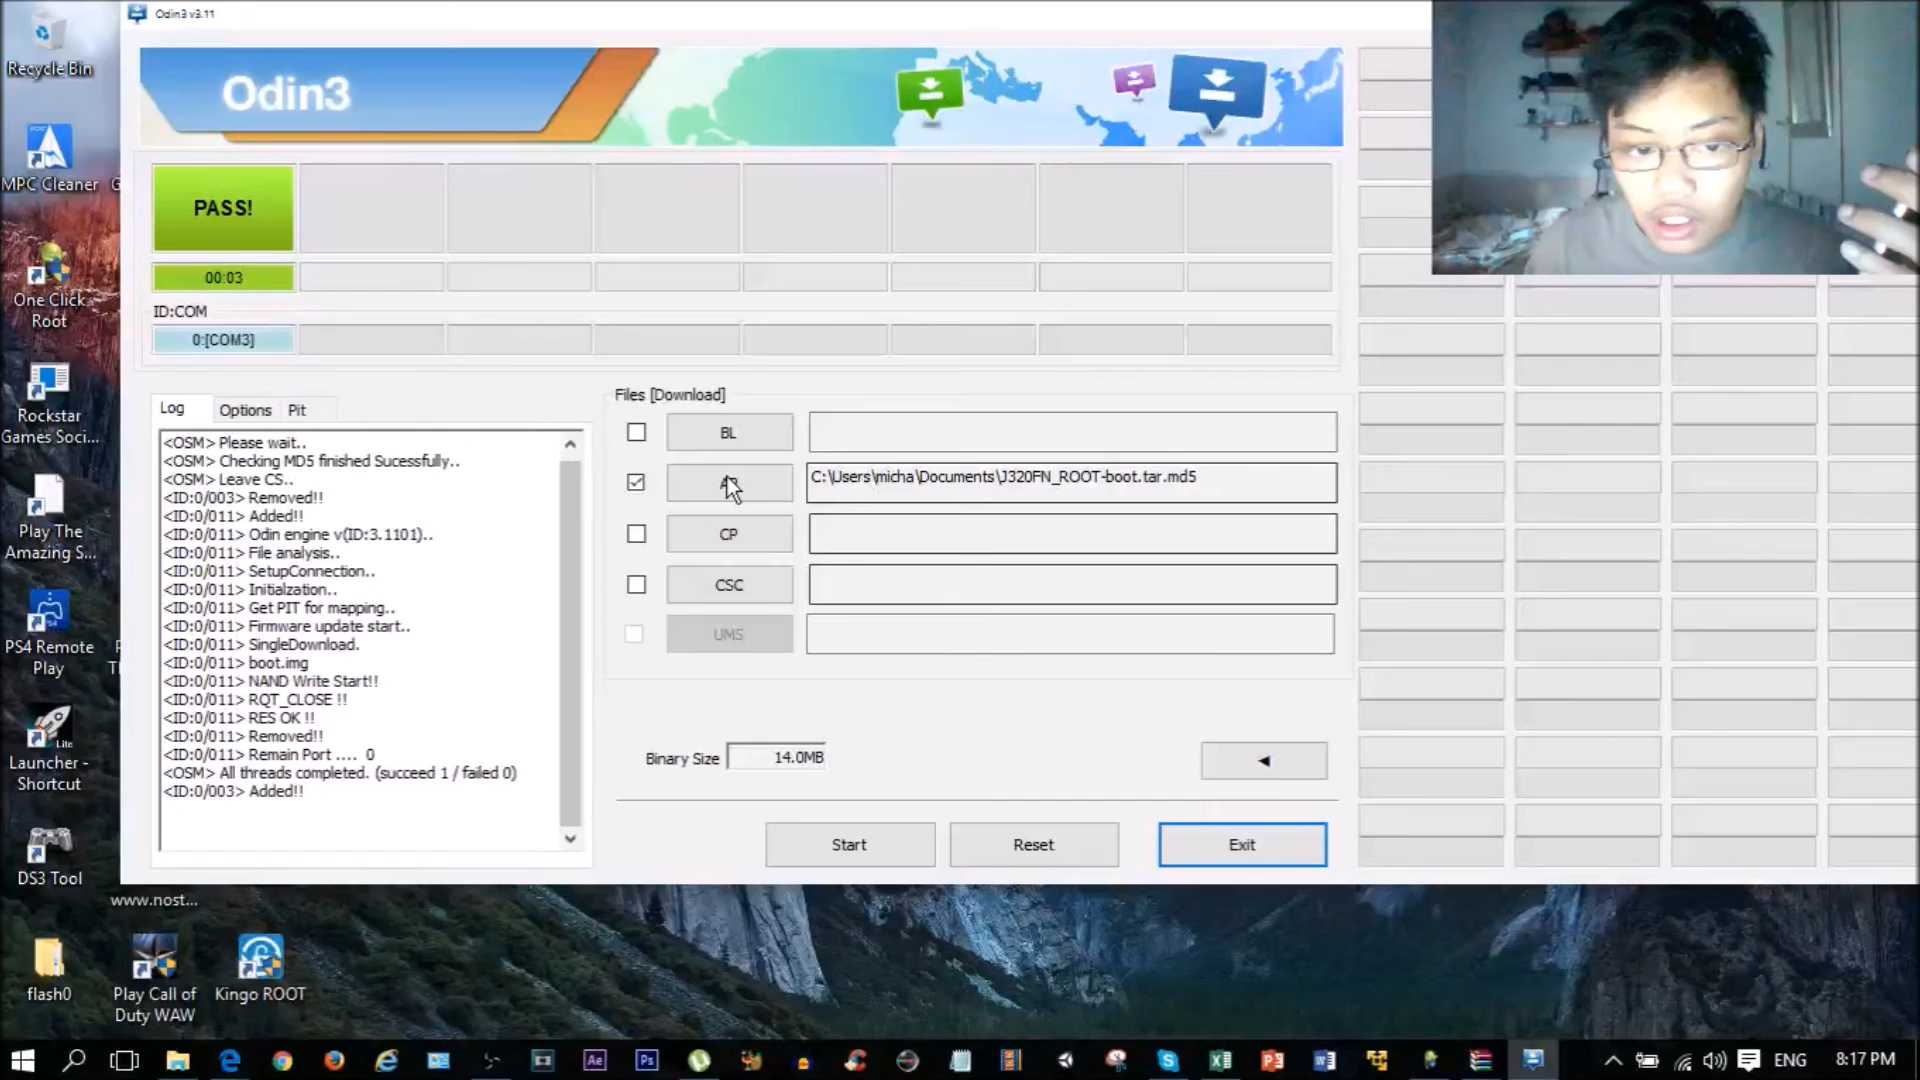 Odin3 v3.11
Recycle Bin
Odin3
MPC Cleaner
G
PASS!
00:03
One Click
Root
ID:COM
0:[COM3]
Rockstar
Games Soci...
Log
Options
Pit
<OSM> Please wait..
<OSM> Checking MD5 finished Sucessfully..
<OSM> Leave CS..
<ID:0/003> Removed!!
<ID:0/011> Added!!
<ID:0/011> Odin engine v(ID:3.1101)..
<ID:0/011> File analysis..
<ID:0/011> SetupConnection..
<ID:0/011> Initialzation..
<ID:0/011> Get PIT for mapping..
<ID:0/011> Firmware update start..
<ID:0/011> SingleDownload.
<ID:0/011> boot.img
<ID:0/011> NAND Write Start!!
<ID:0/011> RQT_CLOSE !!
<ID:0/011> RES OK !!
<ID:0/011> Removed!!
<ID:0/011> Remain Port .... 0
<OSM> All threads completed. (succeed 1 / failed 0)
<ID:0/003> Added!!
Files [Download]
BL
C:\Users\micha\Documents\J320FN_ROOT-boot.tar.md5
CP
CSC
UMS
Binary Size 14.0MB
Start
Reset
Exit
Play The
Amazing S...
PS4 Remote
Play
Launcher -
Shortcut
DS3 Tool
www.nost...
flash0
Play Call of
Duty WAW
Kingo ROOT
Ae
Ps
ENG
8:17 PM